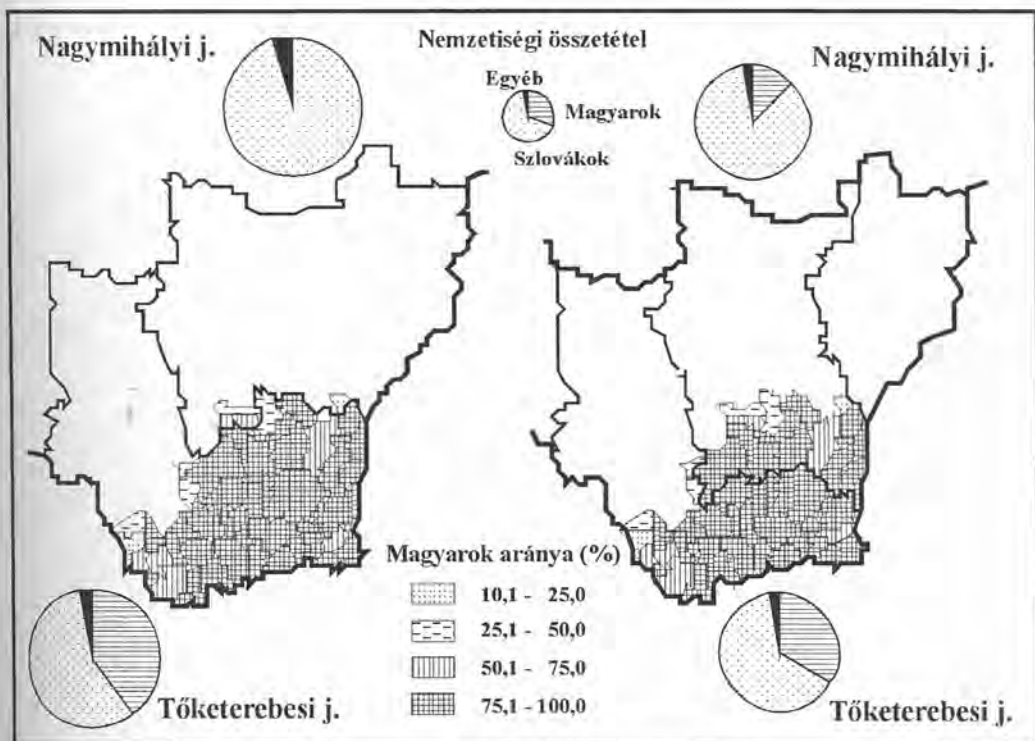 Nagymihályi j.
Nemzetiségi összetétel
Nagymihályi j.
Egyéb
Magyarok
Szlovákok
Magyarok aránya (%)
10,1 - 25,0
25,1 - 50,0
50,1 - 75,0
75,1 - 100,0
Tőketerebesi j.
Tőketerebesi j.